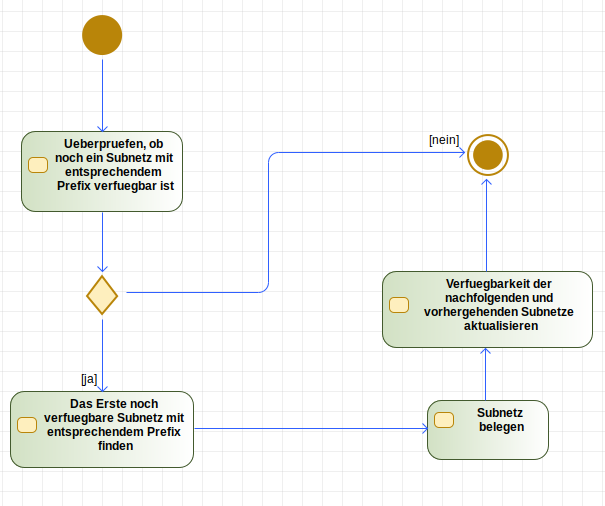 Ueberpruefen, ob
noch ein Subnetz mit
entsprechendem
Prefix verfuegbar ist
[nein]
[ja]
Das Erste noch
verfuegbare Subnetz mit
entsprechendem Prefix
finden
Subnetz
belegen
Verfuegbarkeit der
nachfolgenden und
vorhergehenden Subnetze
aktualisieren